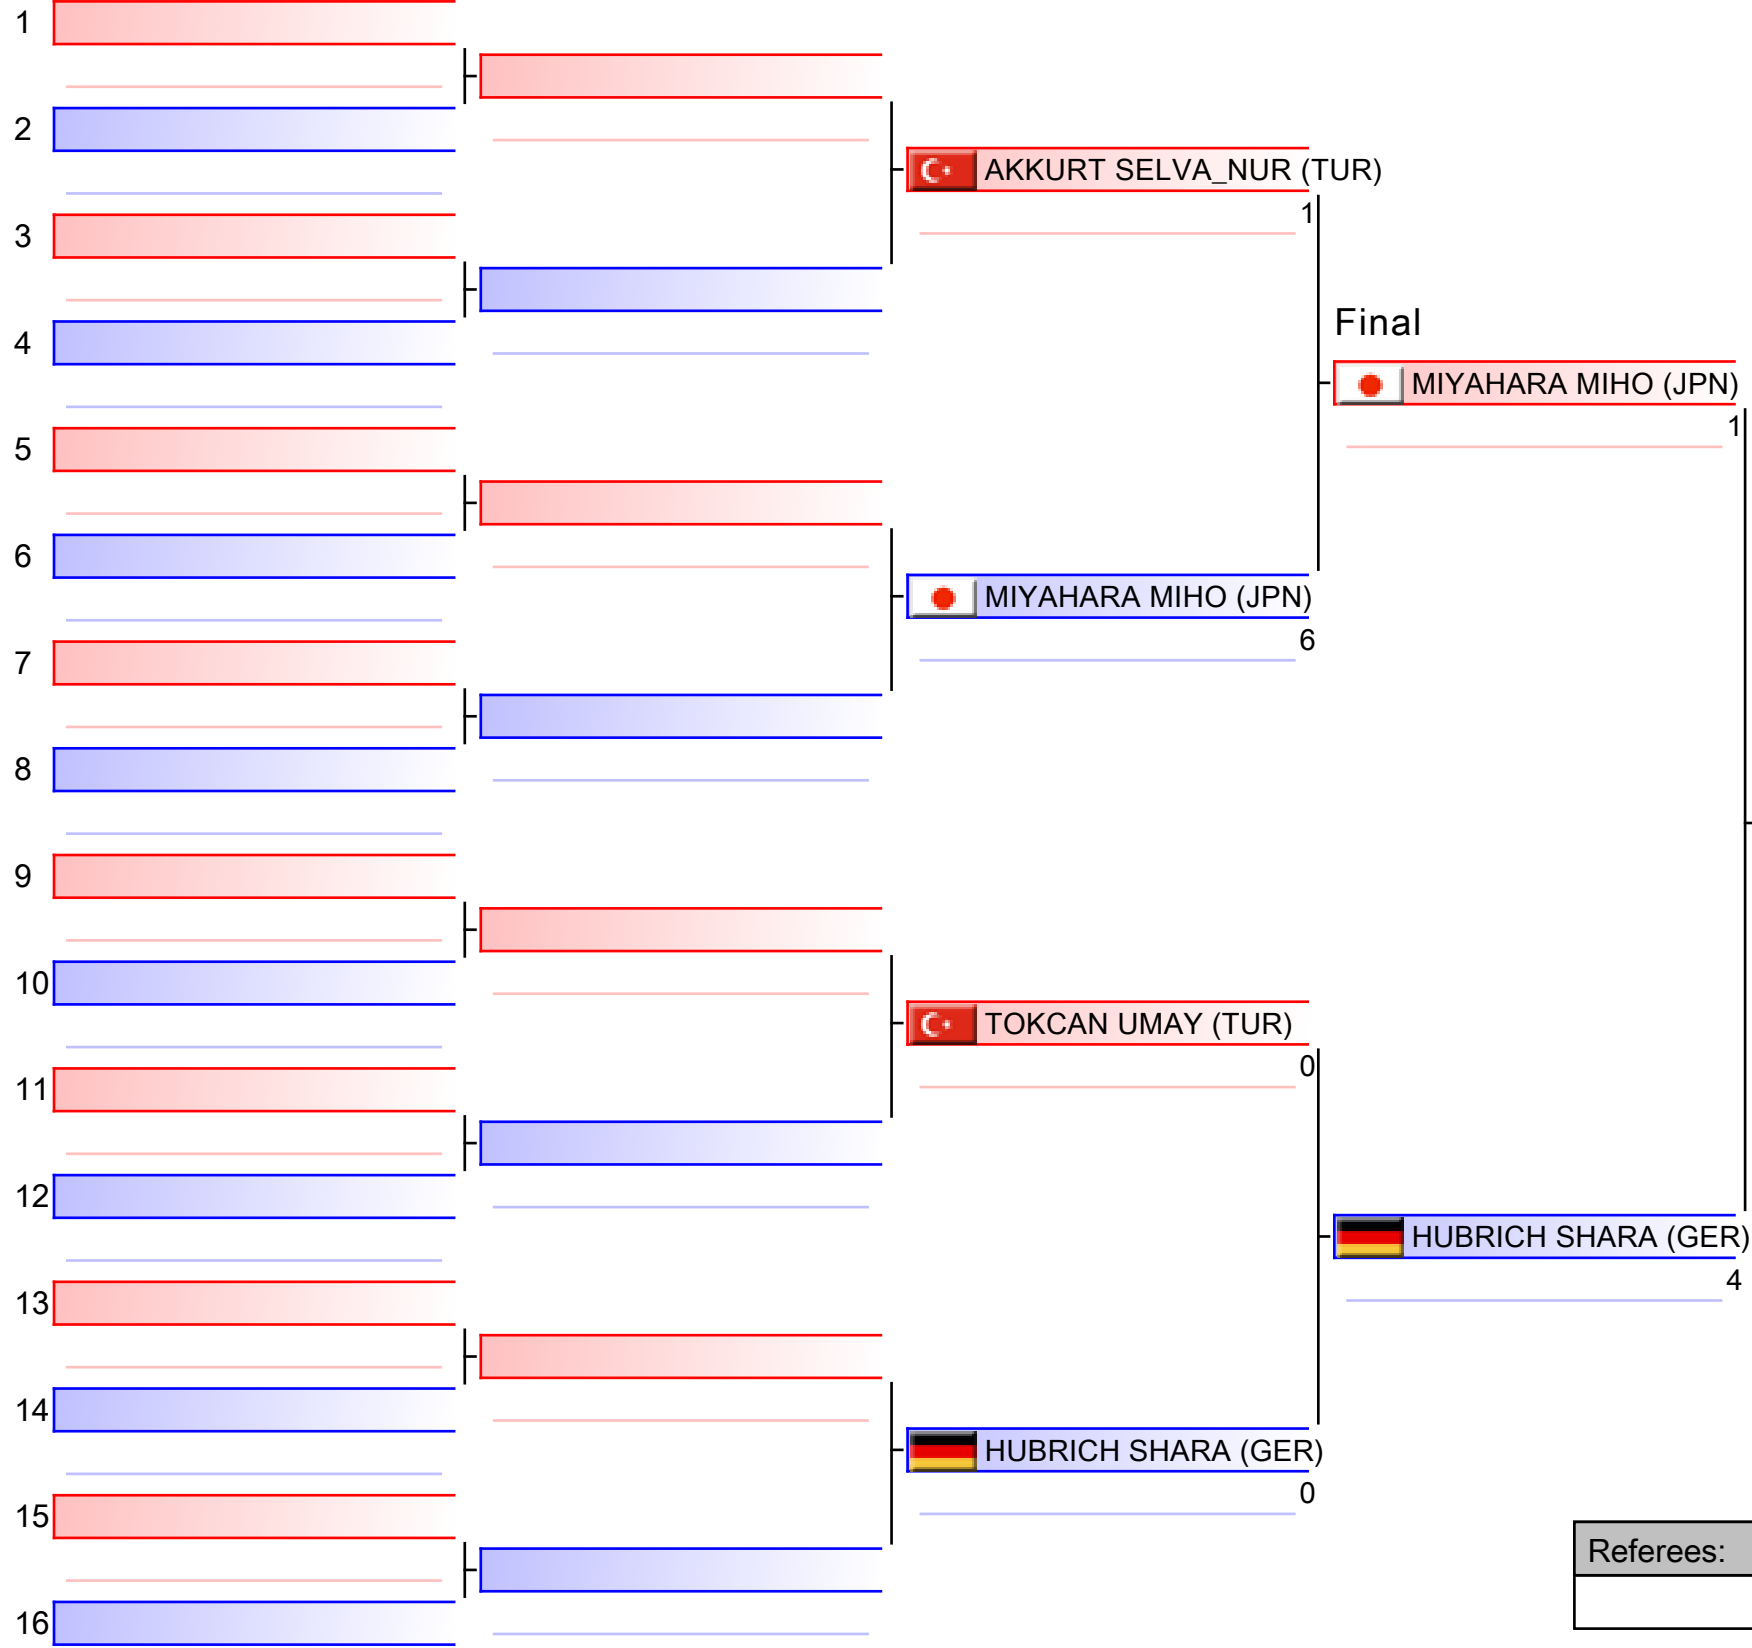 1
2
AKKURT SELVA_NUR (TUR)
1
3
Final
4
MIYAHARA MIHO (JPN)
1
5
6
MIYAHARA MIHO (JPN)
6
7
8
9
10
TOKCAN UMAY (TUR)
0
11
12
HUBRICH SHARA (GER)
4
13
14
HUBRICH SHARA (GER)
0
15
Referees:
16